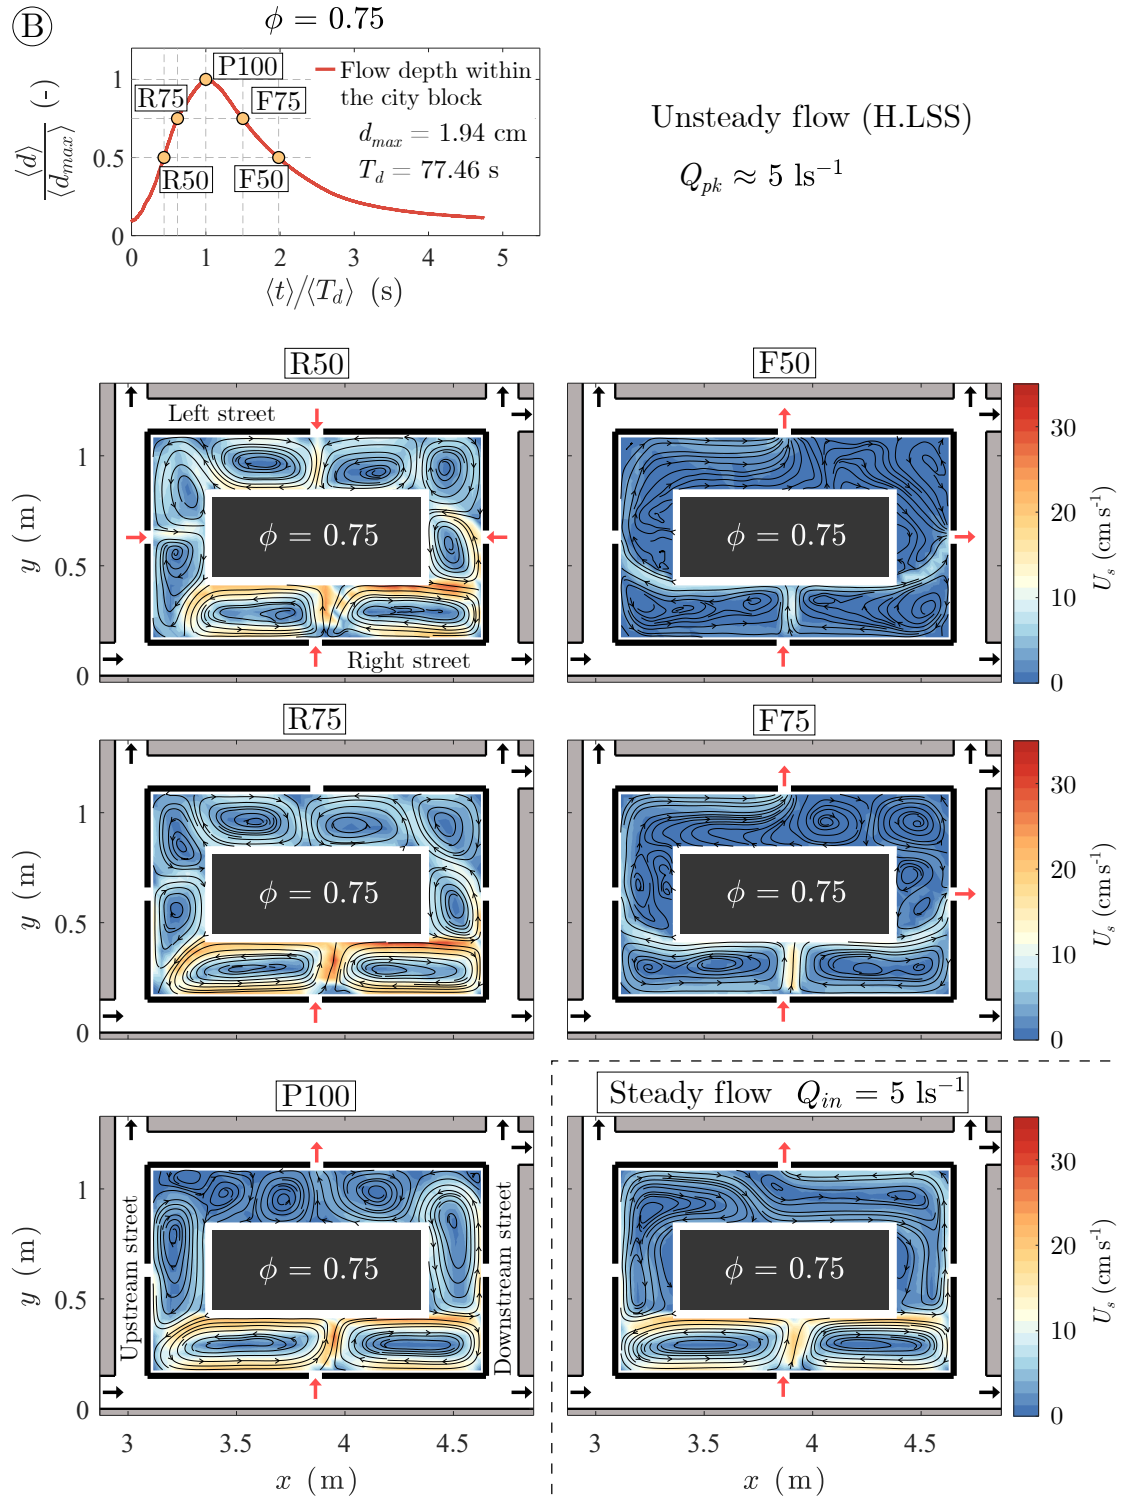 B
ϕ = 0.75
⟨d⟩/⟨d_max⟩ (-)
1
0.5
0
P100
R75
F75
R50
F50
Flow depth within
the city block
d_max = 1.94 cm
T_d = 77.46 s
0 1 2 3 4 5
⟨t⟩/⟨T_d⟩ (s)
Unsteady flow (H.LSS)
Q_pk ≈ 5 ls⁻¹
R50
Left street
ϕ = 0.75
Right street
y (m)
1
0.5
0
F50
ϕ = 0.75
30
20
10
0
U_s (cm s⁻¹)
R75
ϕ = 0.75
y (m)
1
0.5
0
F75
ϕ = 0.75
30
20
10
0
U_s (cm s⁻¹)
P100
Upstream street
ϕ = 0.75
Downstream street
y (m)
1
0.5
0
3 3.5 4 4.5
x (m)
Steady flow Q_in = 5 ls⁻¹
ϕ = 0.75
3 3.5 4 4.5
x (m)
30
20
10
0
U_s (cm s⁻¹)